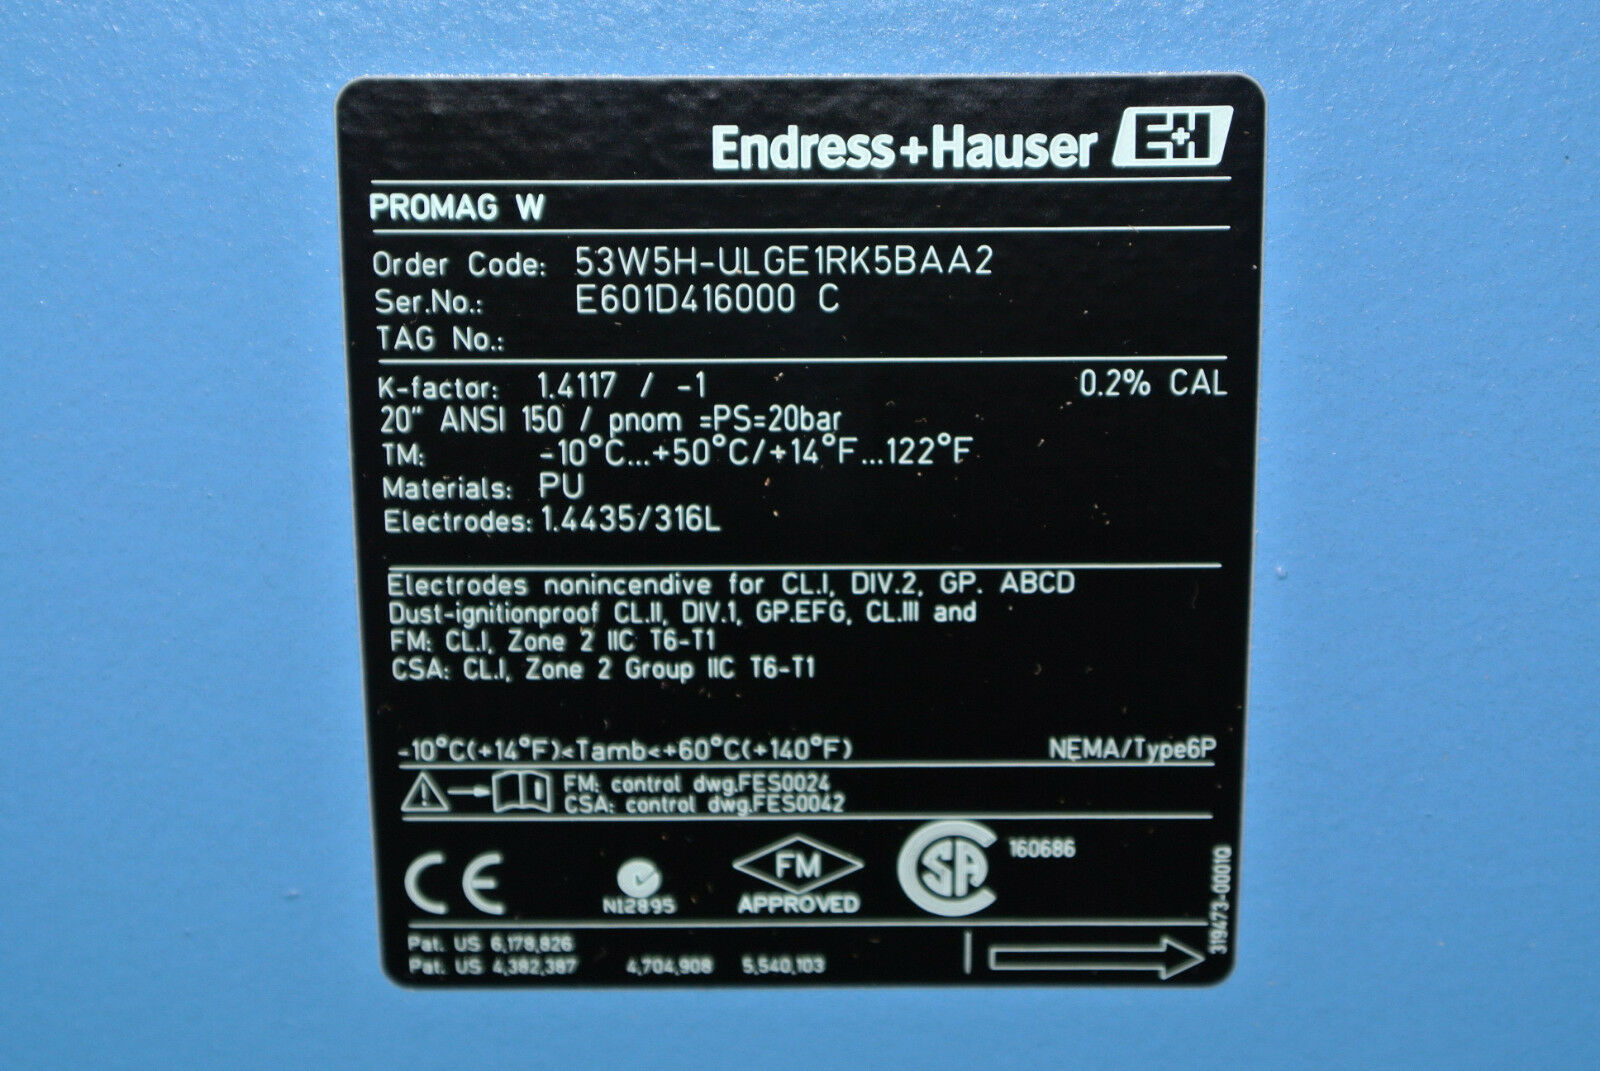 Endress+Hauser E+H
PROMAG W
Order Code: 53W5H-ULGE1RK5BAA2
Ser.No.: E601D416000 C
TAG No.:
K-factor: 1.4117 / -1 0.2% CAL
20" ANSI 150 / pnom =PS=20bar
TM: -10°C...+50°C/+14°F...122°F
Materials: PU
Electrodes: 1.4435/316L
Electrodes nonincendive for CL.I, DIV.2, GP. ABCD
Dust-ignitionproof CL.II, DIV.1, GP.EFG, CL.III and
FM: CL.I, Zone 2 IIC T6-T1
CSA: CL.I, Zone 2 Group IIC T6-T1
-10°C(+14°F)<Tamb<+60°C(+140°F) NEMA/Type6P
FM: control dwg.FES0024
CSA: control dwg.FES0042
CE N12895 FM APPROVED CSA 160686
319473-0001Q
Pat. US 6,178,826
Pat. US 4,382,387 4,704,908 5,540,103